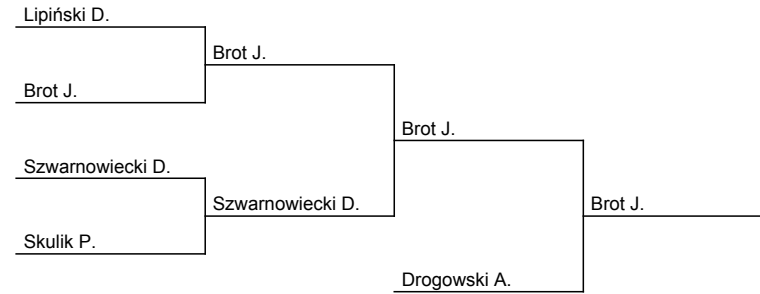 Lipiński D.
Brot J.
Brot J.
Brot J.
Szwarnowiecki D.
Szwarnowiecki D.
Brot J.
Skulik P.
Drogowski A.